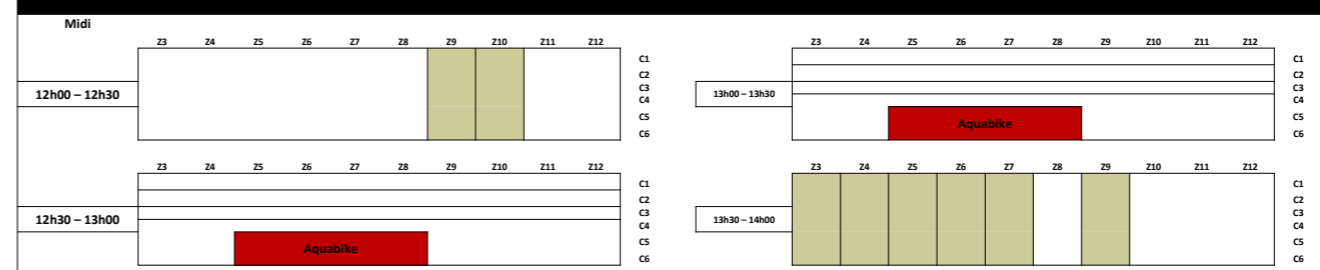 Midi
Z3 Z4 Z5 Z6 Z7 Z8 Z9 Z10 Z11 Z12
C1
C2
12h00 – 12h30
C3
C4
C5
C6
Z3 Z4 Z5 Z6 Z7 Z8 Z9 Z10 Z11 Z12
C1
C2
13h00 – 13h30
C3
C4
Aquabike
C5
C6
Z3 Z4 Z5 Z6 Z7 Z8 Z9 Z10 Z11 Z12
C1
C2
12h30 – 13h00
C3
C4
Aquabike
C5
C6
Z3 Z4 Z5 Z6 Z7 Z8 Z9 Z10 Z11 Z12
C1
C2
13h30 – 14h00
C3
C4
C5
C6